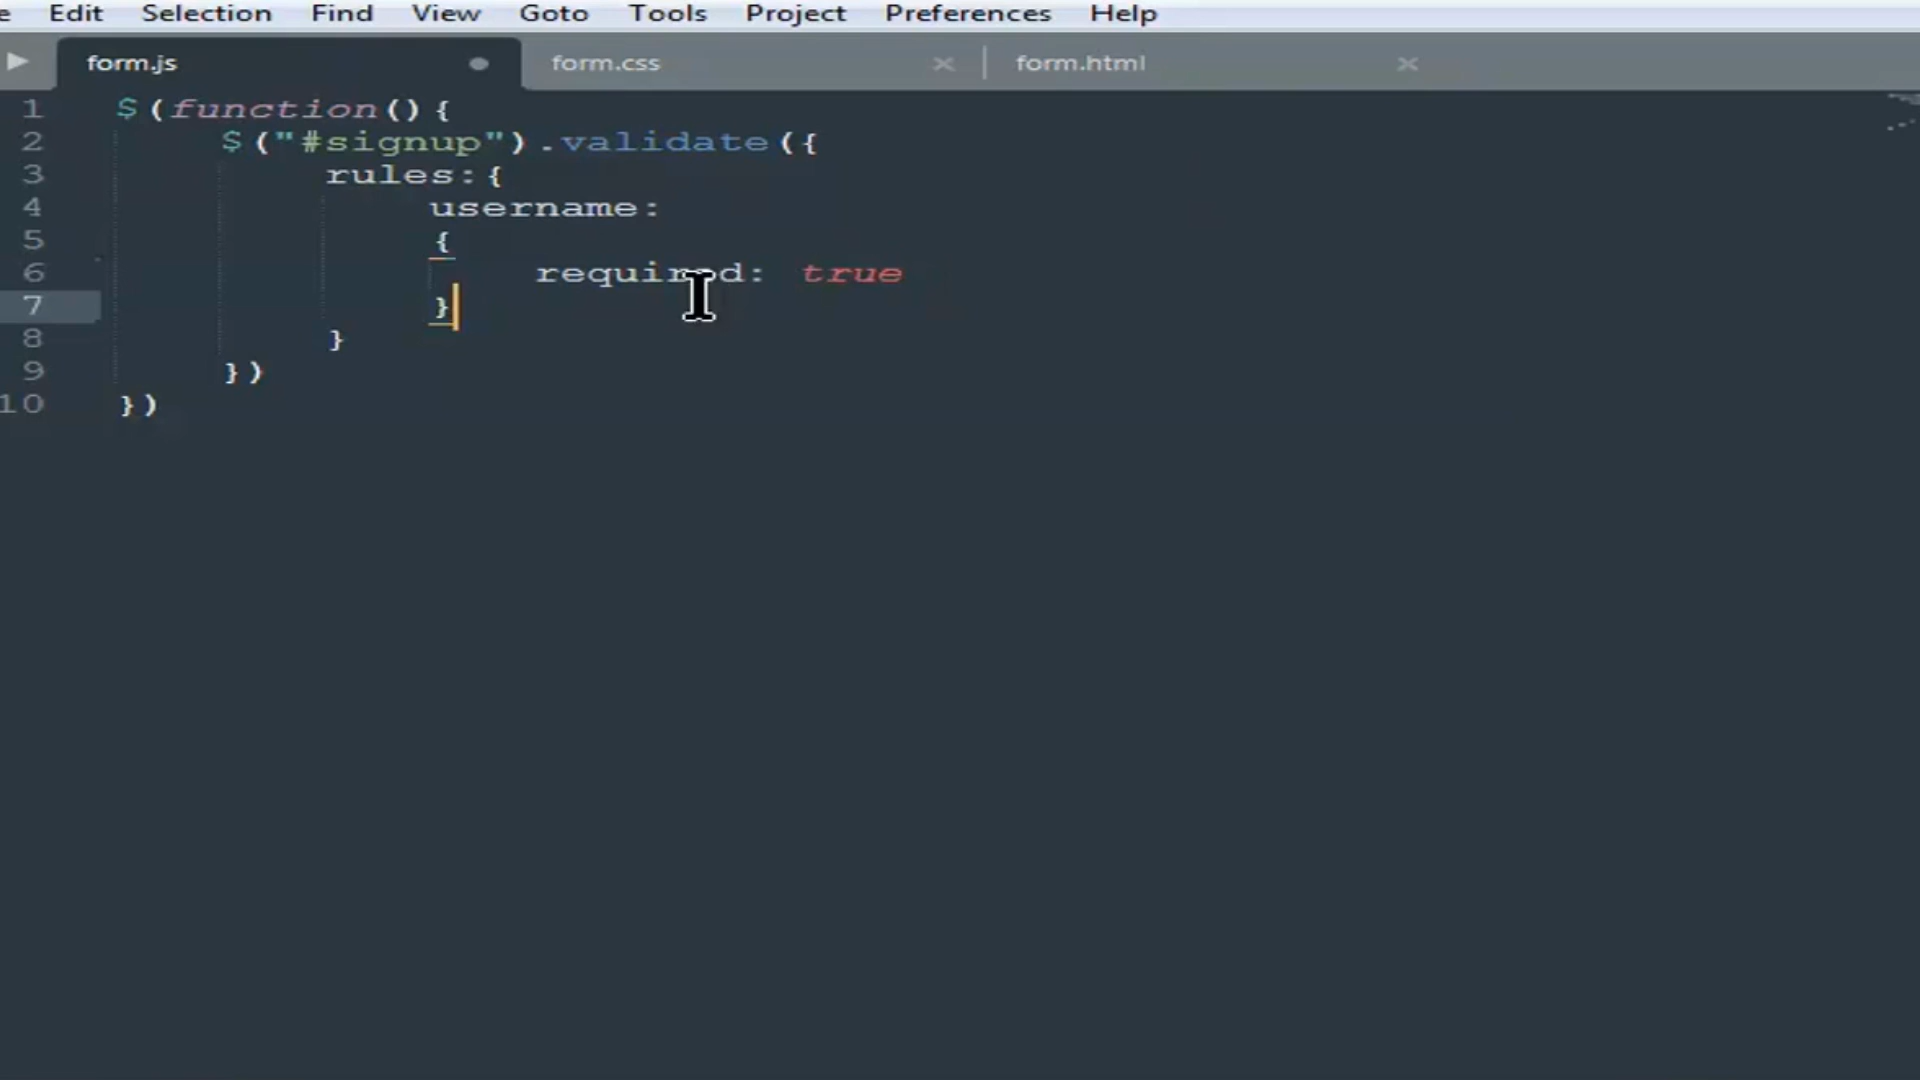 Edit Selection Find View Goto Tools Project Preferences Help
form.js form.css form.html
1 $(function(){
2 $("#signup").validate({
3 rules:{
4 username:
5 {
6 required: true
7 }
8 }
9 })
10 })